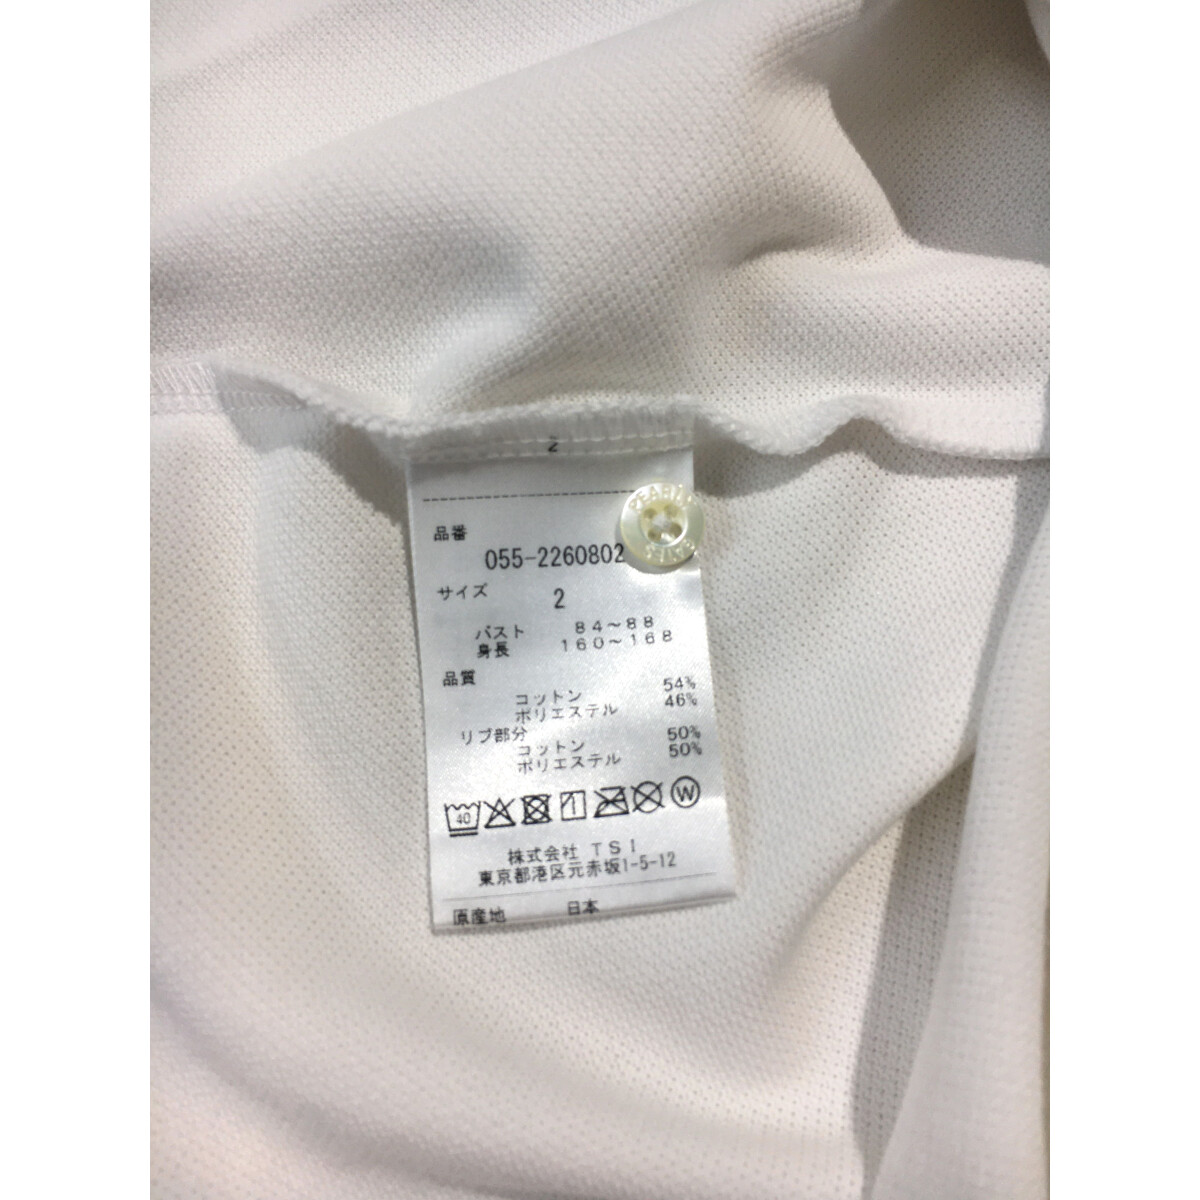 2
品番
055-2260802
サイズ
2
バスト 84~88
身長 160~168
品質
コットン 54%
ポリエステル 46%
リブ部分
コットン 50%
ポリエステル 50%
40
W
株式会社 TSI
東京都港区元赤坂1-5-12
原産地 日本